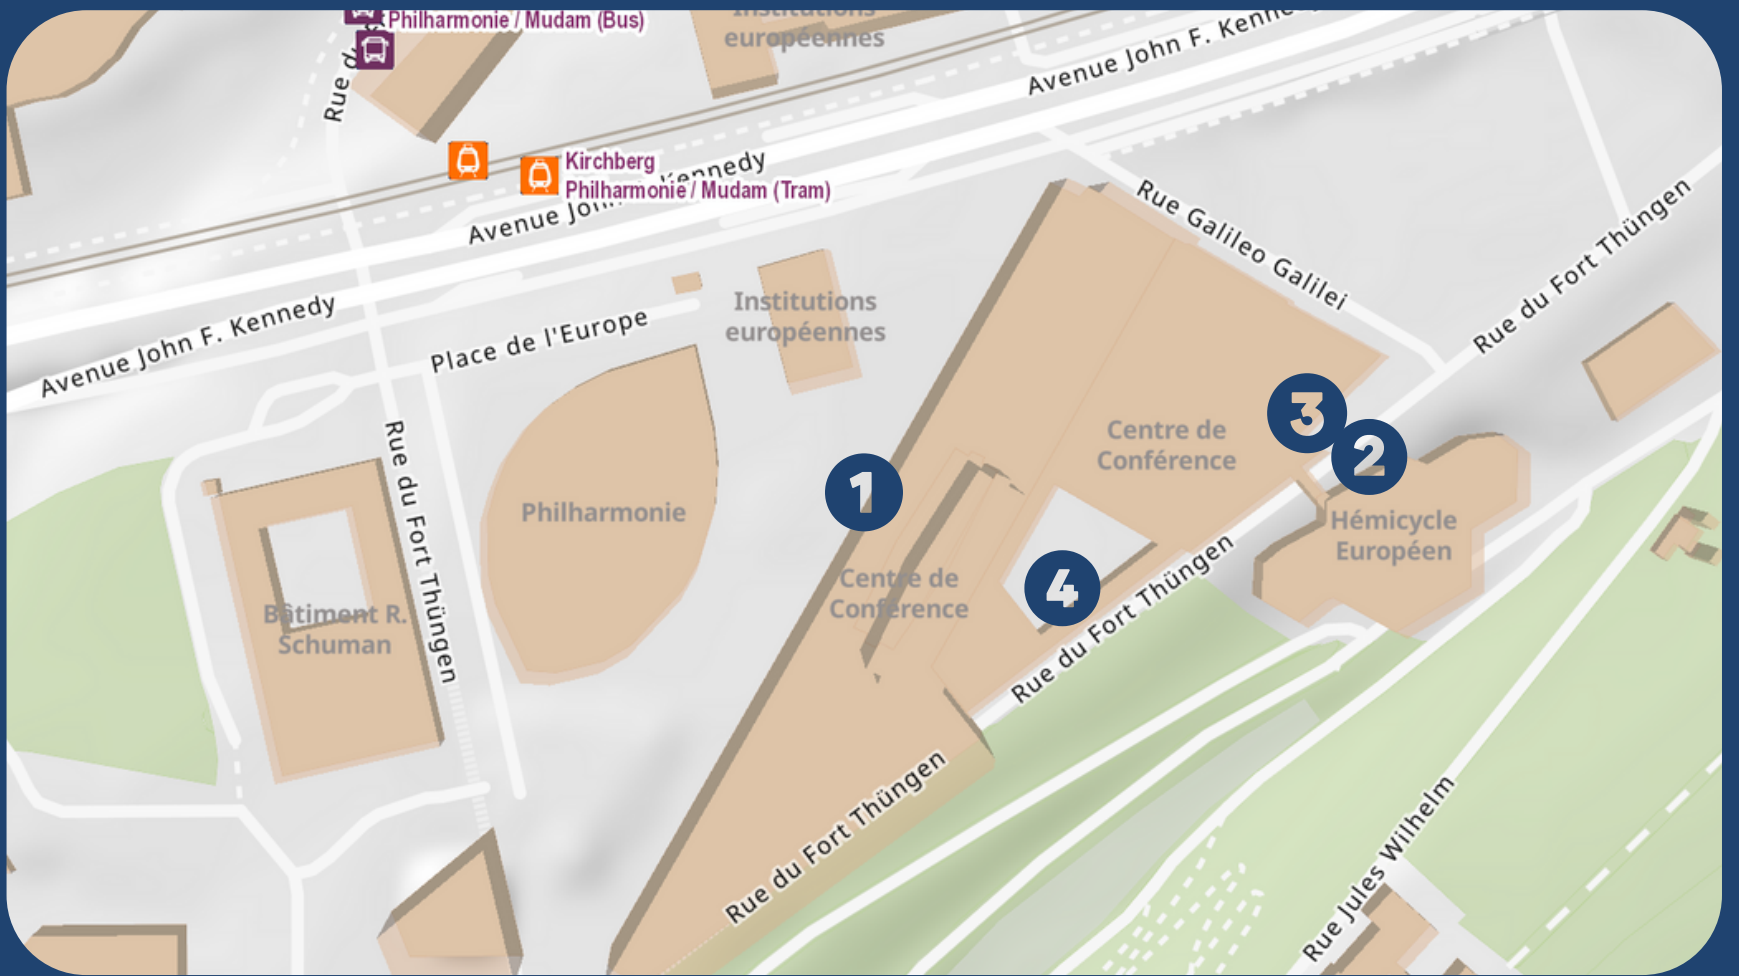 Philharmonie / Mudam (Bus)
Institutions
européennes
Rue d
Avenue John F. Kenne
Kirchberg
Philharmonie / Mudam (Tram)
Avenue John F. Kennedy
Rue Galileo Galilei
Rue du Fort Thüngen
Institutions
européennes
Avenue John F. Kennedy
Place de l'Europe
3
2
Centre de
Conférence
Rue du Fort Thüngen
1
Philharmonie
Hémicycle
Européen
Centre de
Conférence
4
Rue du Fort Thüngen
Bâtiment R.
Schuman
Rue du Fort Thüngen
Rue Jules Wilhelm